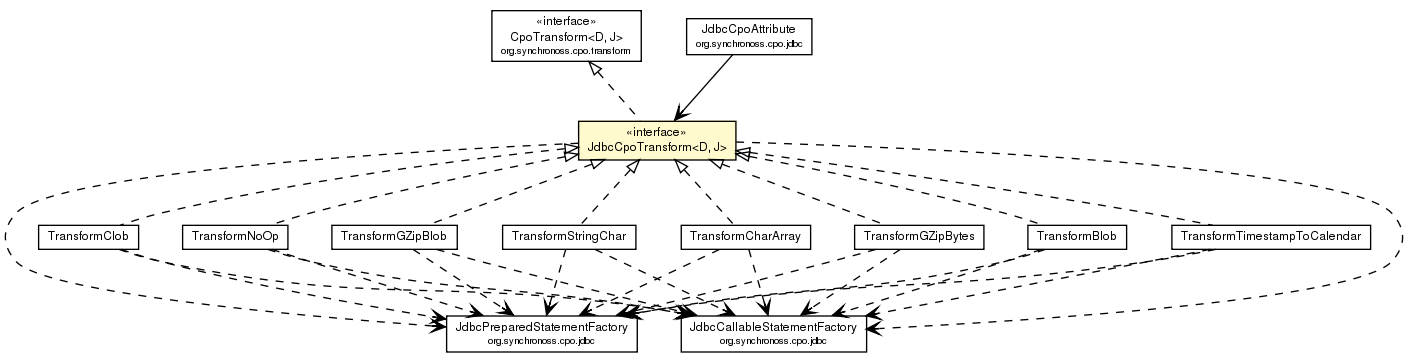 «interface»
CpoTransform<D, J>
org.synchronoss.cpo.transform
JdbcCpoAttribute
org.synchronoss.cpo.jdbc
«interface»
JdbcCpoTransform<D, J>
TransformClob
TransformNoOp
TransformGZipBlob
TransformStringChar
TransformCharArray
TransformGZipBytes
TransformBlob
TransformTimestampToCalendar
JdbcPreparedStatementFactory
org.synchronoss.cpo.jdbc
JdbcCallableStatementFactory
org.synchronoss.cpo.jdbc